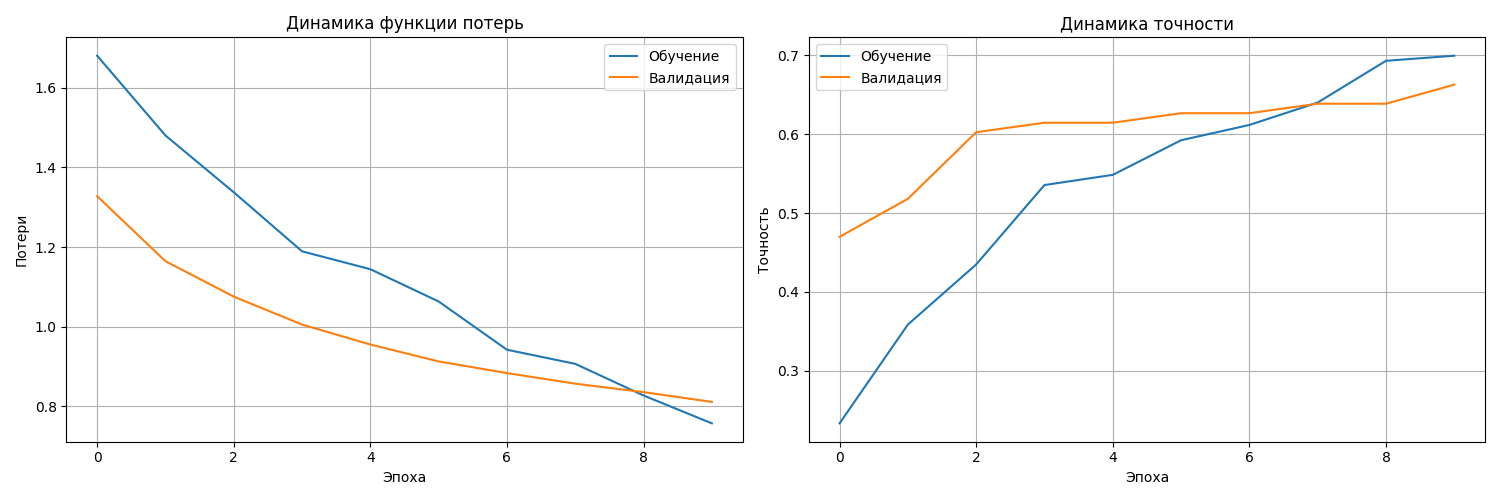 Динамика функции потерь
Обучение
Валидация
1.6
1.4
1.2
1.0
0.8
Потери
0
2
4
6
8
Эпоха
Динамика точности
Обучение
Валидация
0.7
0.6
0.5
0.4
0.3
Точность
0
2
4
6
8
Эпоха